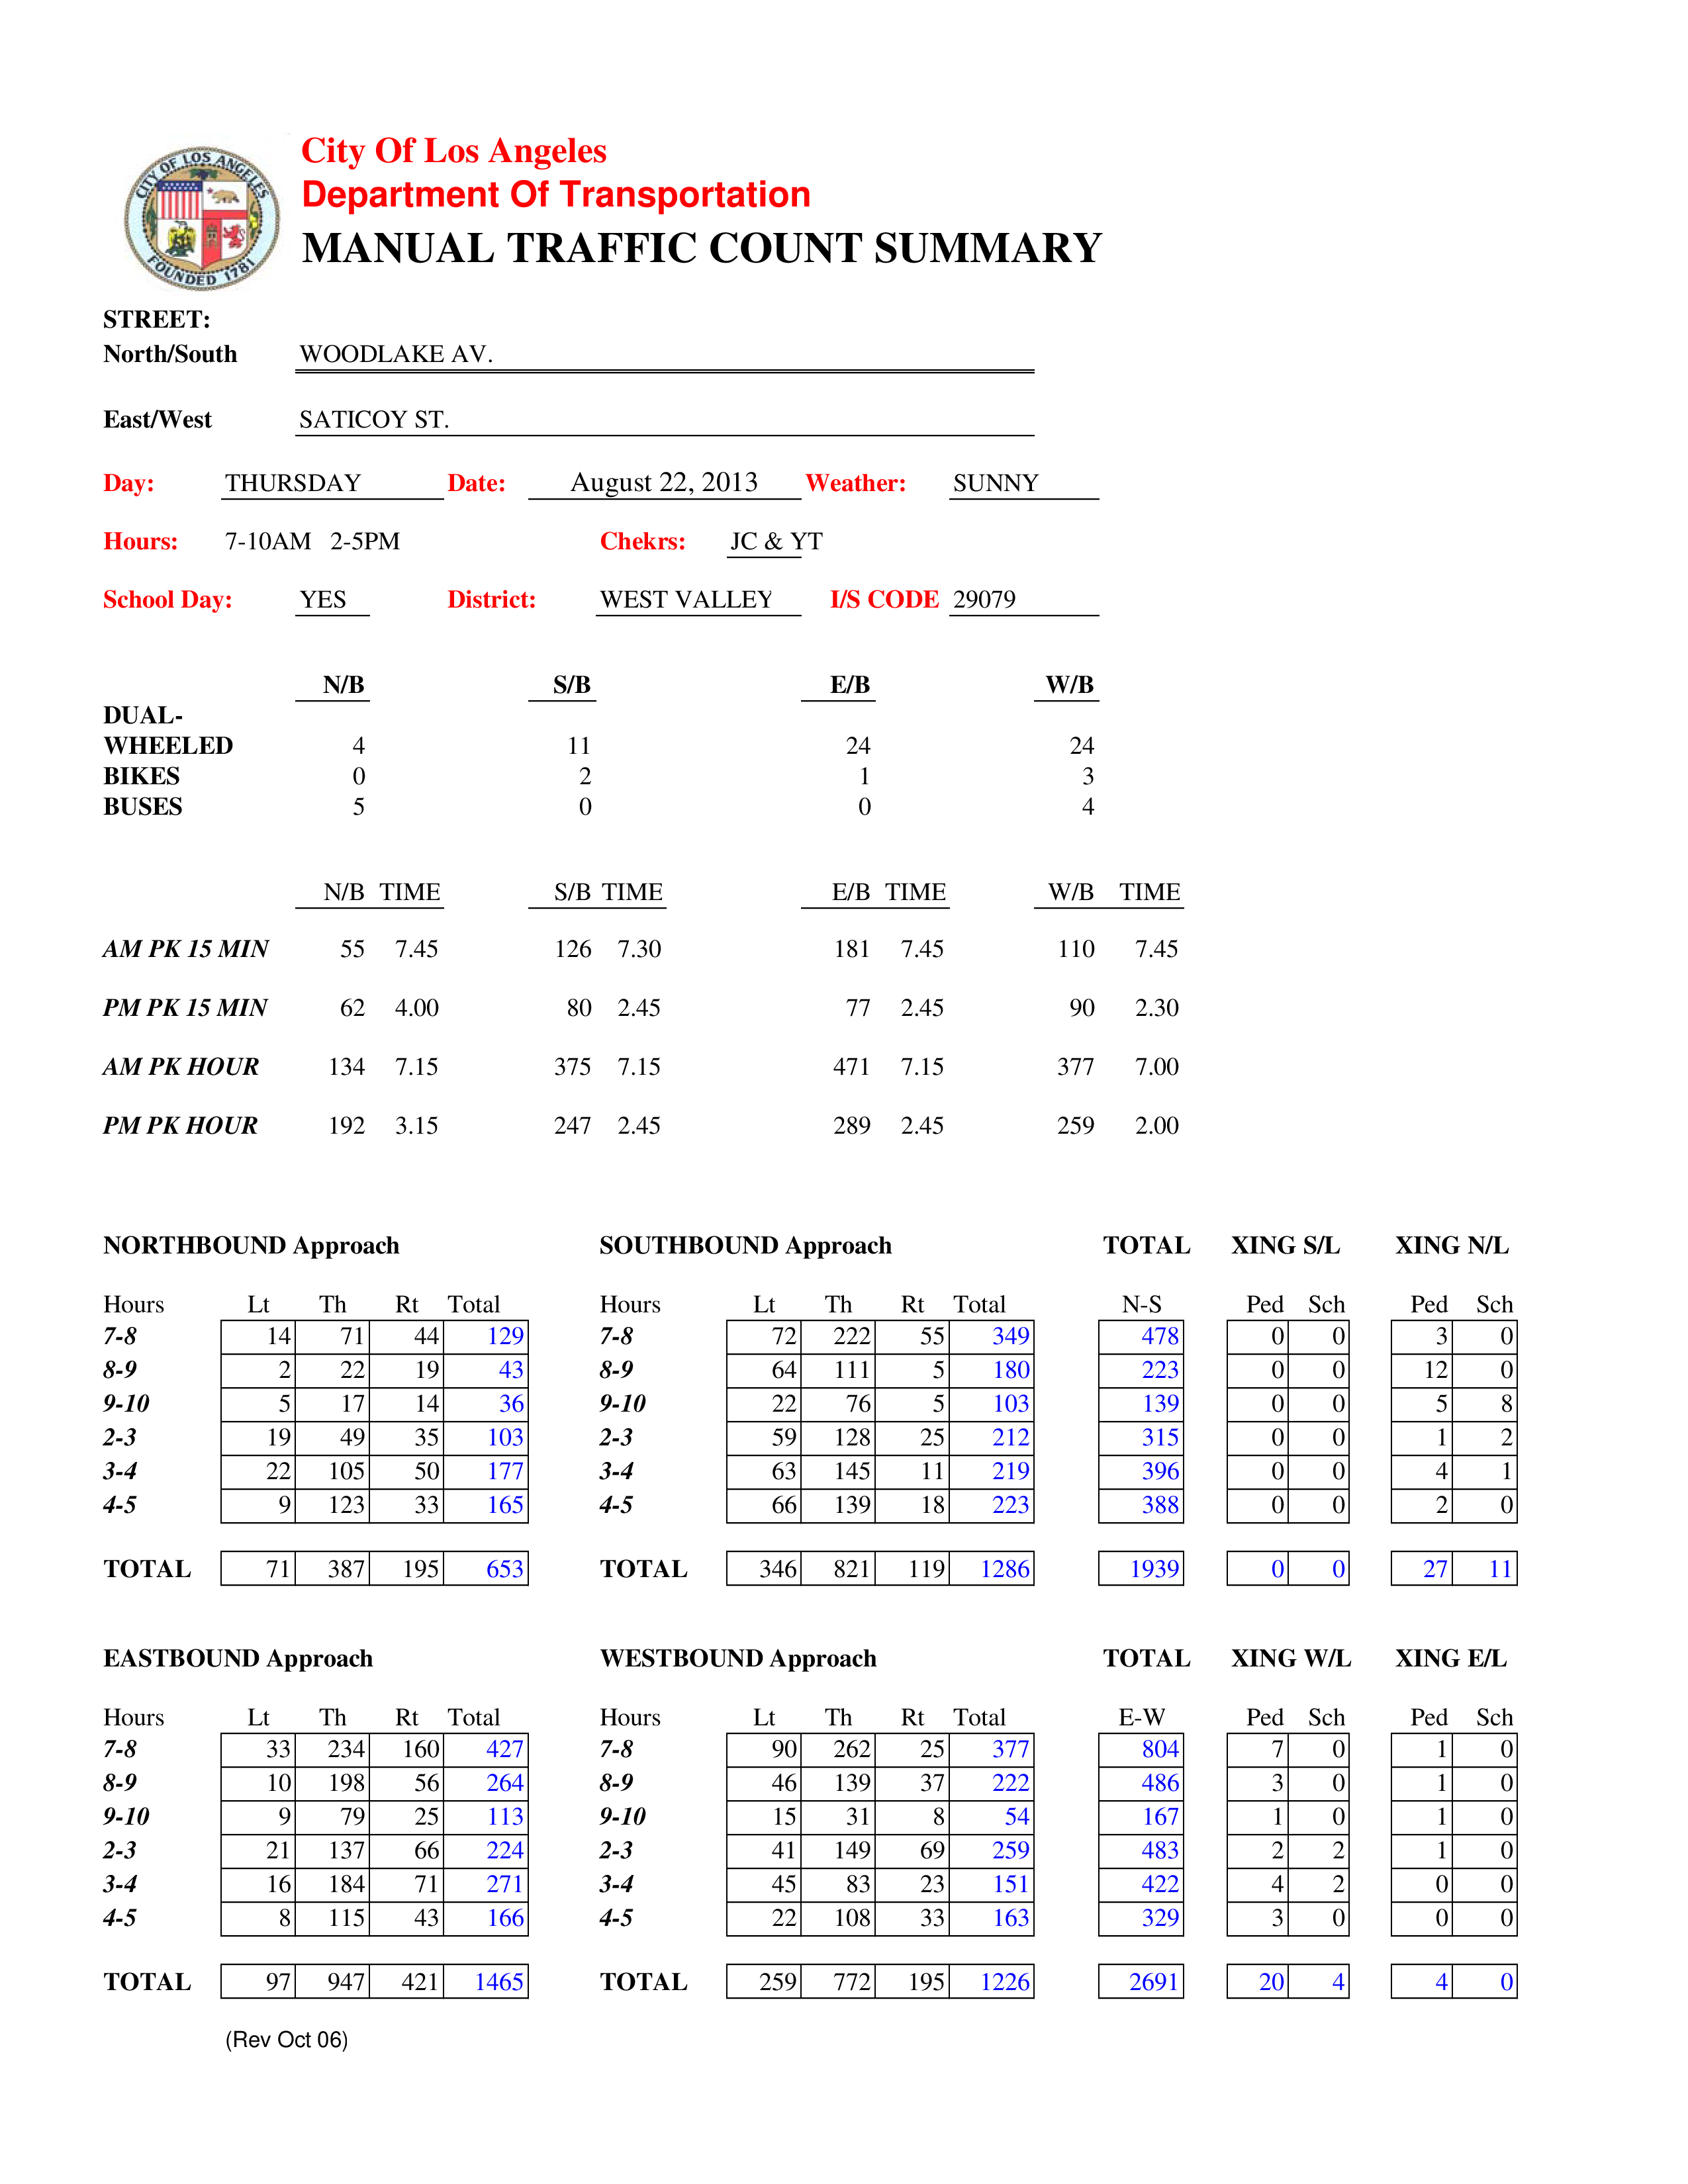 CITY OF LOS ANGELES
FOUNDED 1781
City Of Los Angeles
Department Of Transportation
MANUAL TRAFFIC COUNT SUMMARY
STREET:
North/South WOODLAKE AV.
East/West SATICOY ST.
Day: THURSDAY Date: August 22, 2013 Weather: SUNNY
Hours: 7-10AM 2-5PM Chekrs: JC & YT
School Day: YES District: WEST VALLEY I/S CODE 29079
N/B S/B E/B W/B
DUAL-
WHEELED 4 11 24 24
BIKES 0 2 1 3
BUSES 5 0 0 4
N/B TIME S/B TIME E/B TIME W/B TIME
AM PK 15 MIN 55 7.45 126 7.30 181 7.45 110 7.45
PM PK 15 MIN 62 4.00 80 2.45 77 2.45 90 2.30
AM PK HOUR 134 7.15 375 7.15 471 7.15 377 7.00
PM PK HOUR 192 3.15 247 2.45 289 2.45 259 2.00
NORTHBOUND Approach SOUTHBOUND Approach TOTAL XING S/L XING N/L
Hours Lt Th Rt Total Hours Lt Th Rt Total N-S Ped Sch Ped Sch
7-8 14 71 44 129 7-8 72 222 55 349 478 0 0 3 0
8-9 2 22 19 43 8-9 64 111 5 180 223 0 0 12 0
9-10 5 17 14 36 9-10 22 76 5 103 139 0 0 5 8
2-3 19 49 35 103 2-3 59 128 25 212 315 0 0 1 2
3-4 22 105 50 177 3-4 63 145 11 219 396 0 0 4 1
4-5 9 123 33 165 4-5 66 139 18 223 388 0 0 2 0
TOTAL 71 387 195 653 TOTAL 346 821 119 1286 1939 0 0 27 11
EASTBOUND Approach WESTBOUND Approach TOTAL XING W/L XING E/L
Hours Lt Th Rt Total Hours Lt Th Rt Total E-W Ped Sch Ped Sch
7-8 33 234 160 427 7-8 90 262 25 377 804 7 0 1 0
8-9 10 198 56 264 8-9 46 139 37 222 486 3 0 1 0
9-10 9 79 25 113 9-10 15 31 8 54 167 1 0 1 0
2-3 21 137 66 224 2-3 41 149 69 259 483 2 2 1 0
3-4 16 184 71 271 3-4 45 83 23 151 422 4 2 0 0
4-5 8 115 43 166 4-5 22 108 33 163 329 3 0 0 0
TOTAL 97 947 421 1465 TOTAL 259 772 195 1226 2691 20 4 4 0
(Rev Oct 06)